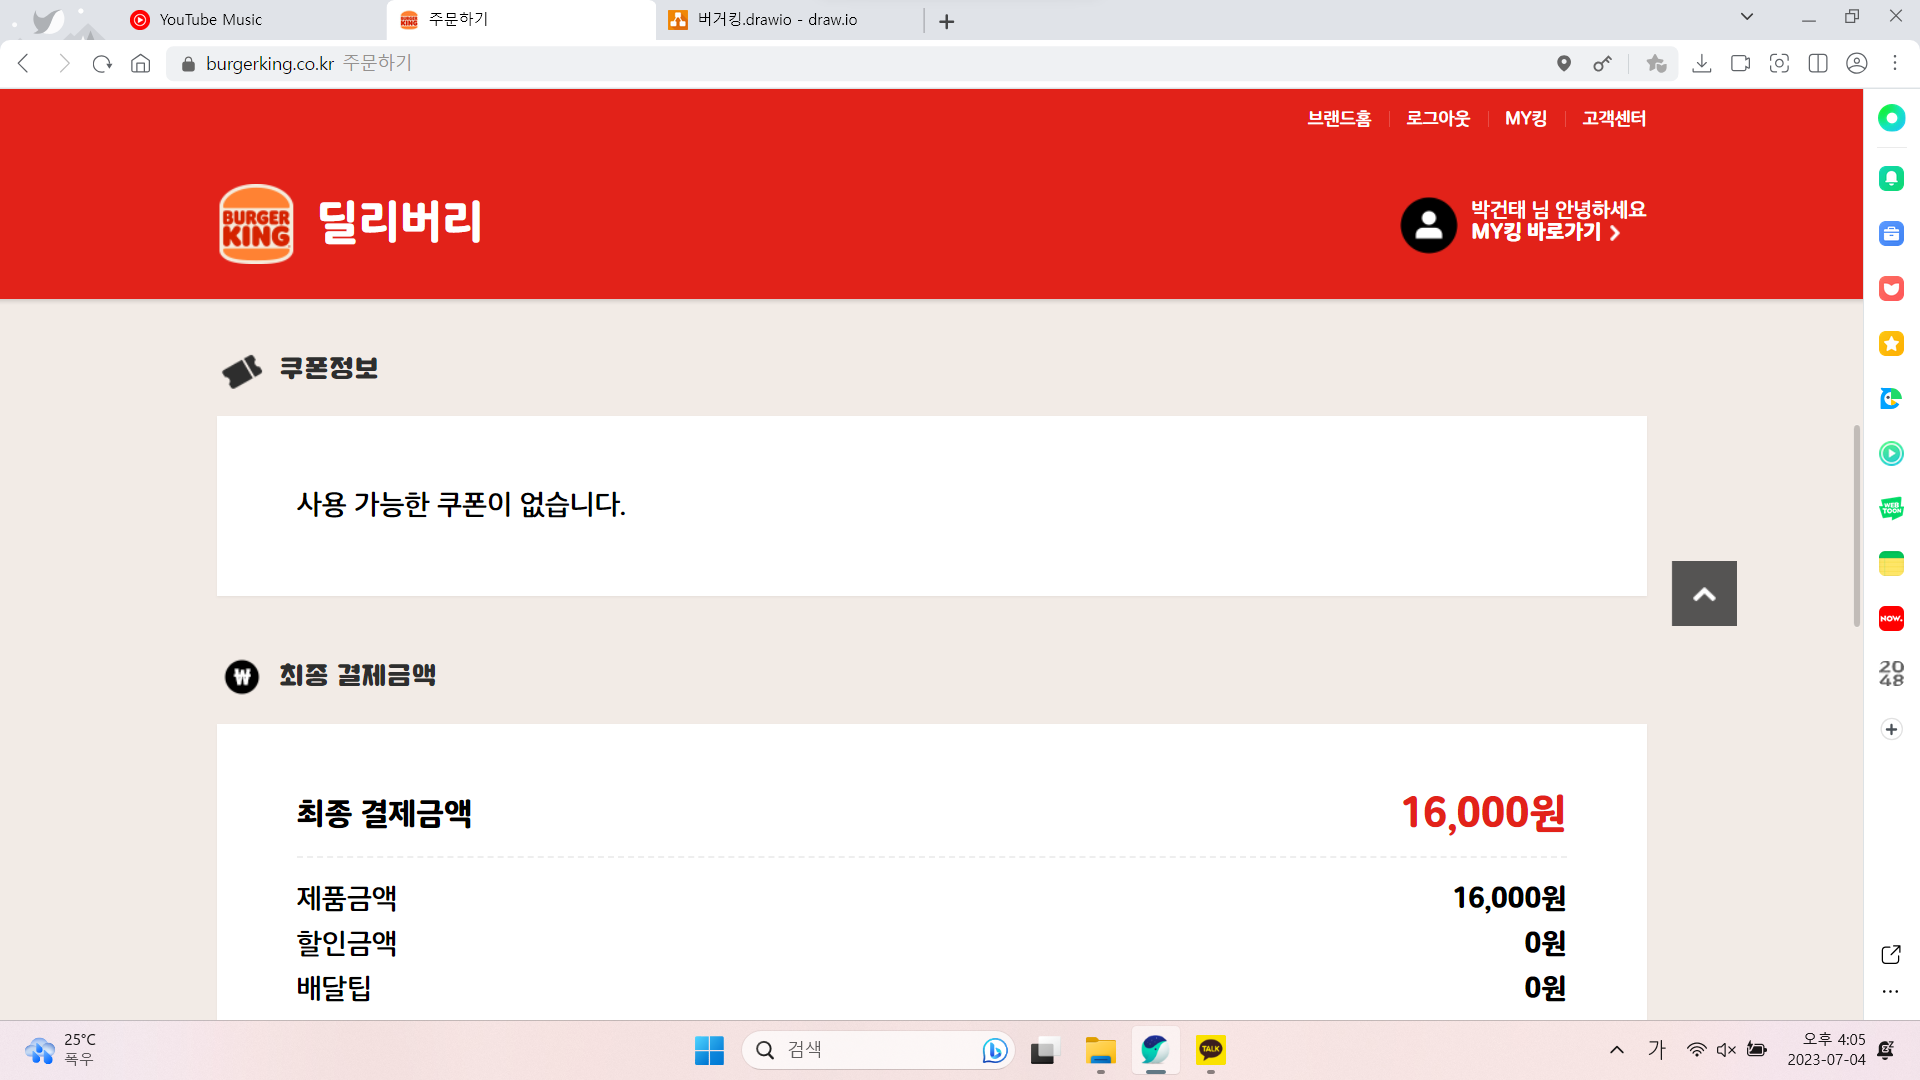 YouTube Music
주문하기
버거킹.drawio - draw.io
burgerking.co.kr 주문하기
브랜드홈
로그아웃
MY킹
고객센터
BURGER KING
딜리버리
박건태 님 안녕하세요
MY킹 바로가기
쿠폰정보
사용 가능한 쿠폰이 없습니다.
최종 결제금액
최종 결제금액 16,000원
제품금액 16,000원
할인금액 0원
배달팁 0원
WEB
TOON
NOW.
20
48
25°C
폭우
검색
TALK
가
오후 4:05
2023-07-04